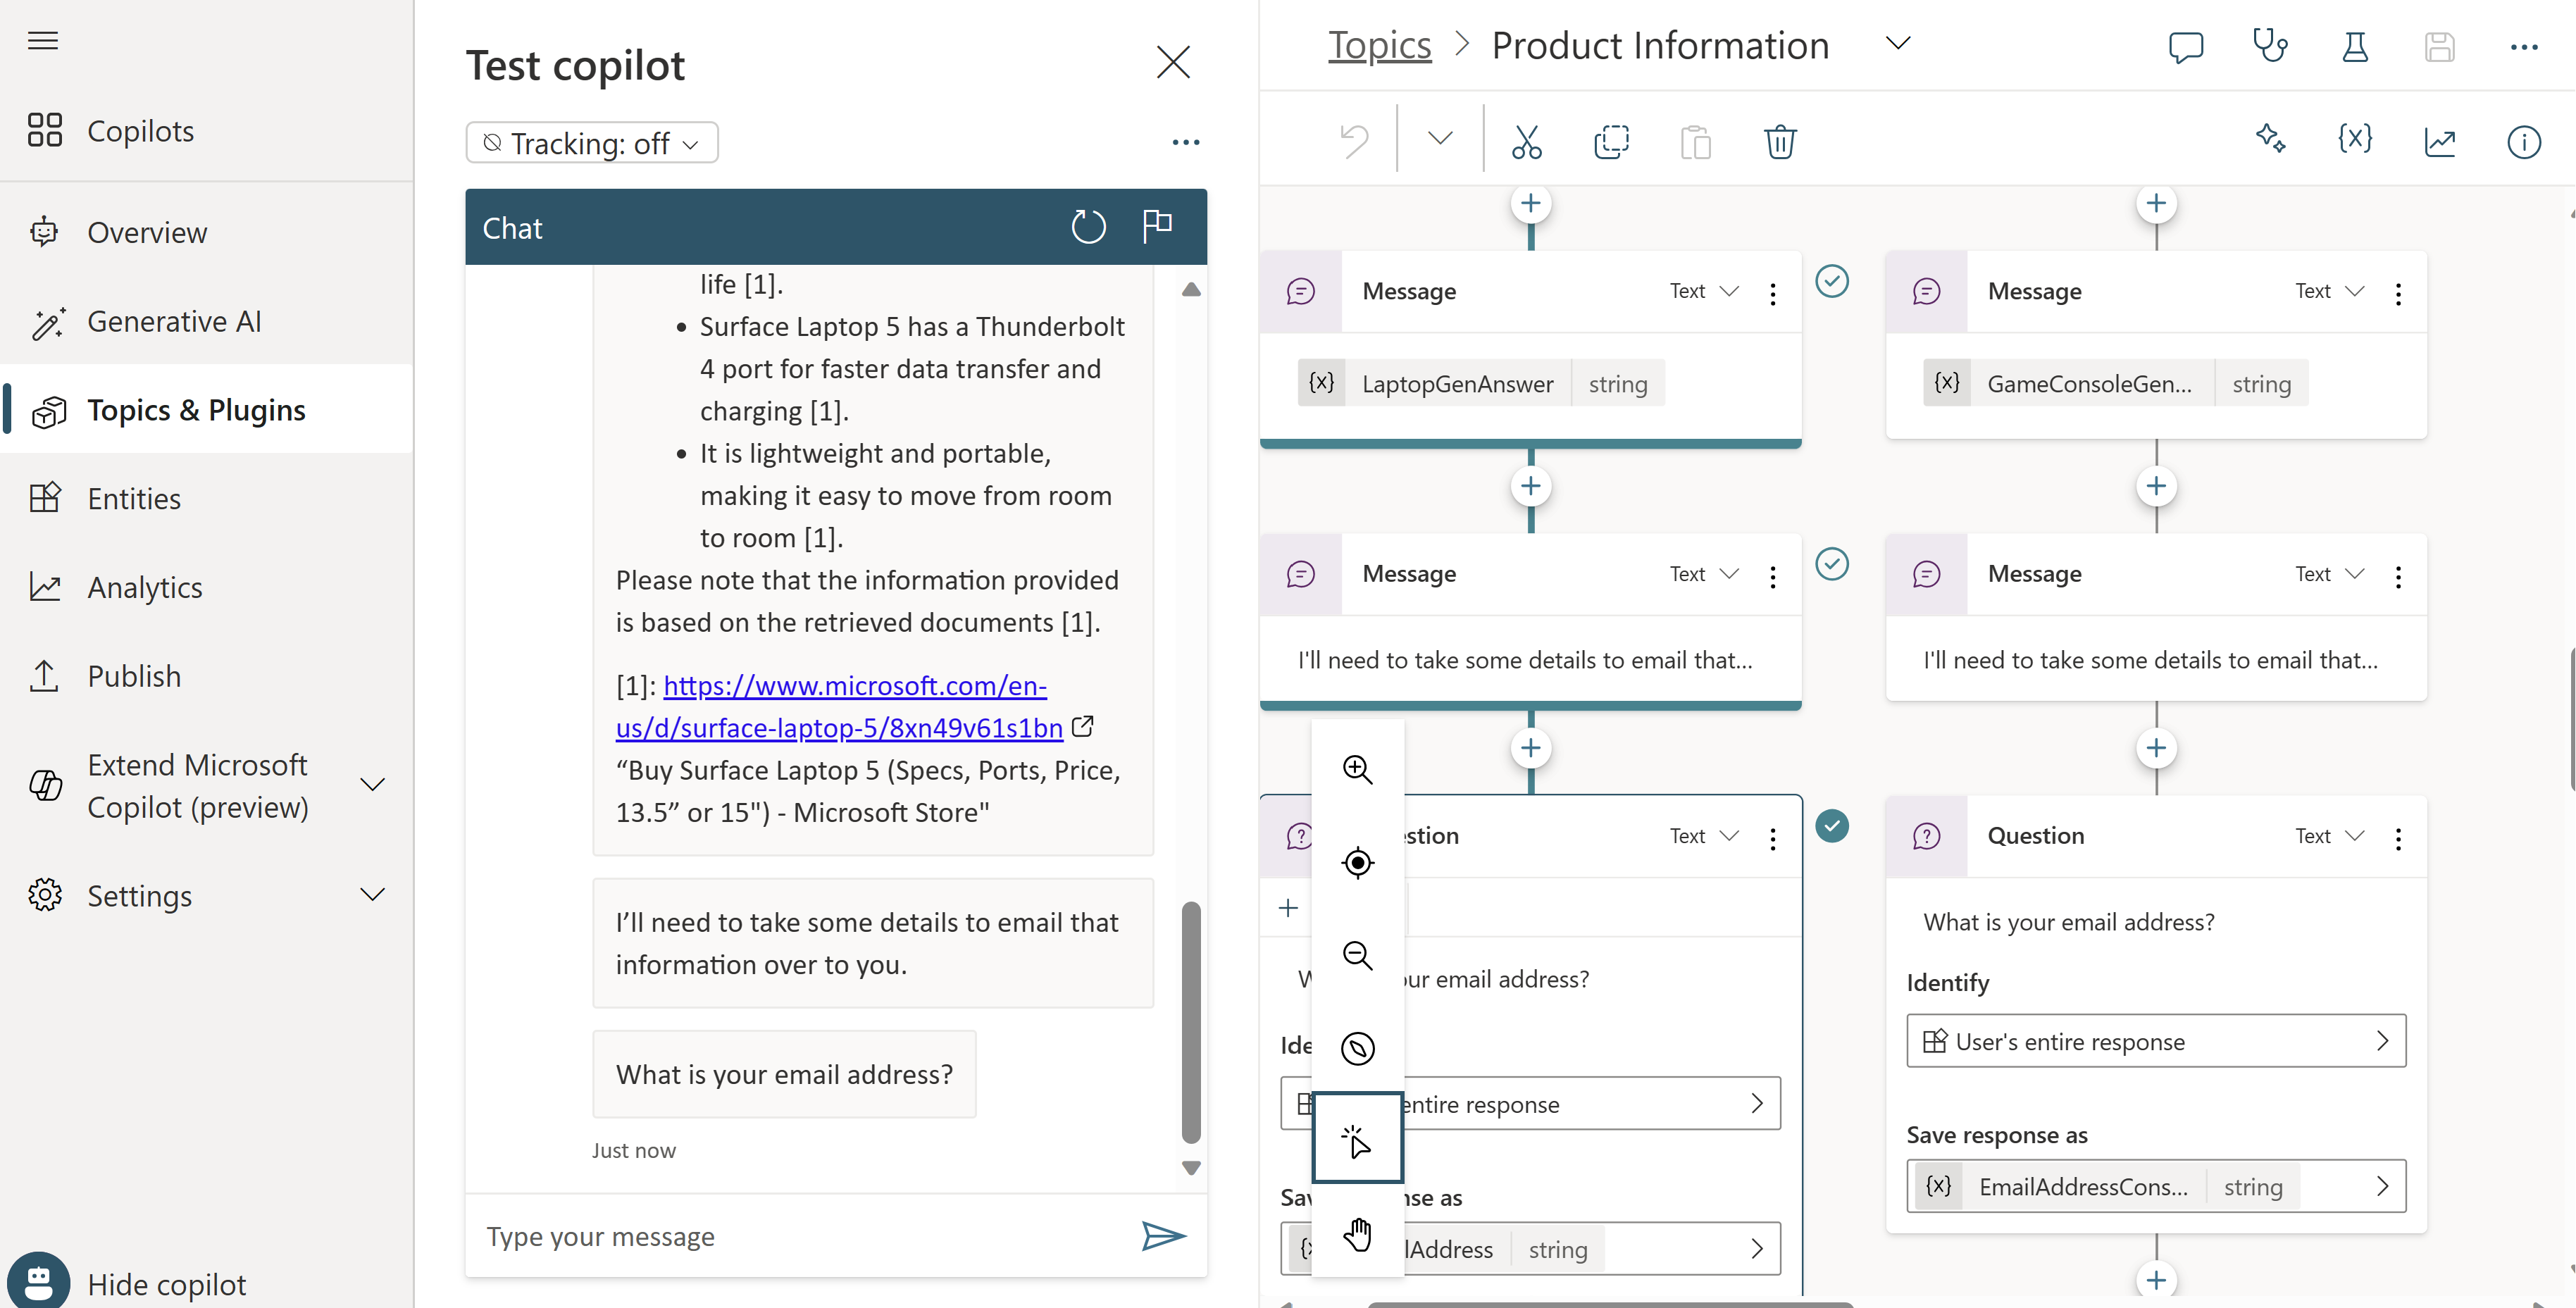 Copilots
Overview
Generative AI
Topics & Plugins
Entities
Analytics
Publish
Extend Microsoft
Copilot (preview)
Settings
Hide copilot
Test copilot
Tracking: off
Chat
life [1].
• Surface Laptop 5 has a Thunderbolt
4 port for faster data transfer and
charging [1].
• It is lightweight and portable,
making it easy to move from room
to room [1].
Please note that the information provided
is based on the retrieved documents [1].
[1]: https://www.microsoft.com/en-
us/d/surface-laptop-5/8xn49v61s1bn
“Buy Surface Laptop 5 (Specs, Ports, Price,
13.5” or 15") - Microsoft Store"
I’ll need to take some details to email that
information over to you.
What is your email address?
Just now
Type your message
Topics > Product Information
Message Text
{x} LaptopGenAnswer string
Message Text
I'll need to take some details to email that...
stion Text
ur email address?
Ide
entire response
Sav nse as
lAddress string
Message Text
{x} GameConsoleGen... string
Message Text
I'll need to take some details to email that...
Question Text
What is your email address?
Identify
User's entire response
Save response as
{x} EmailAddressCons... string